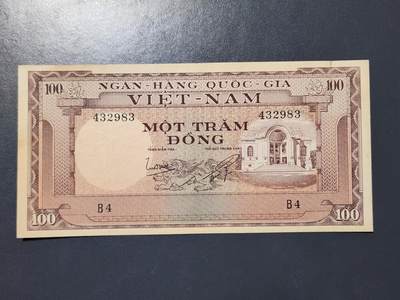 100 NGÂN-HÀNG QUỐC-GIA 100
VIỆT-NAM
432983 432983
MỘT TRĂM
ĐỒNG
100 B4 B4 100